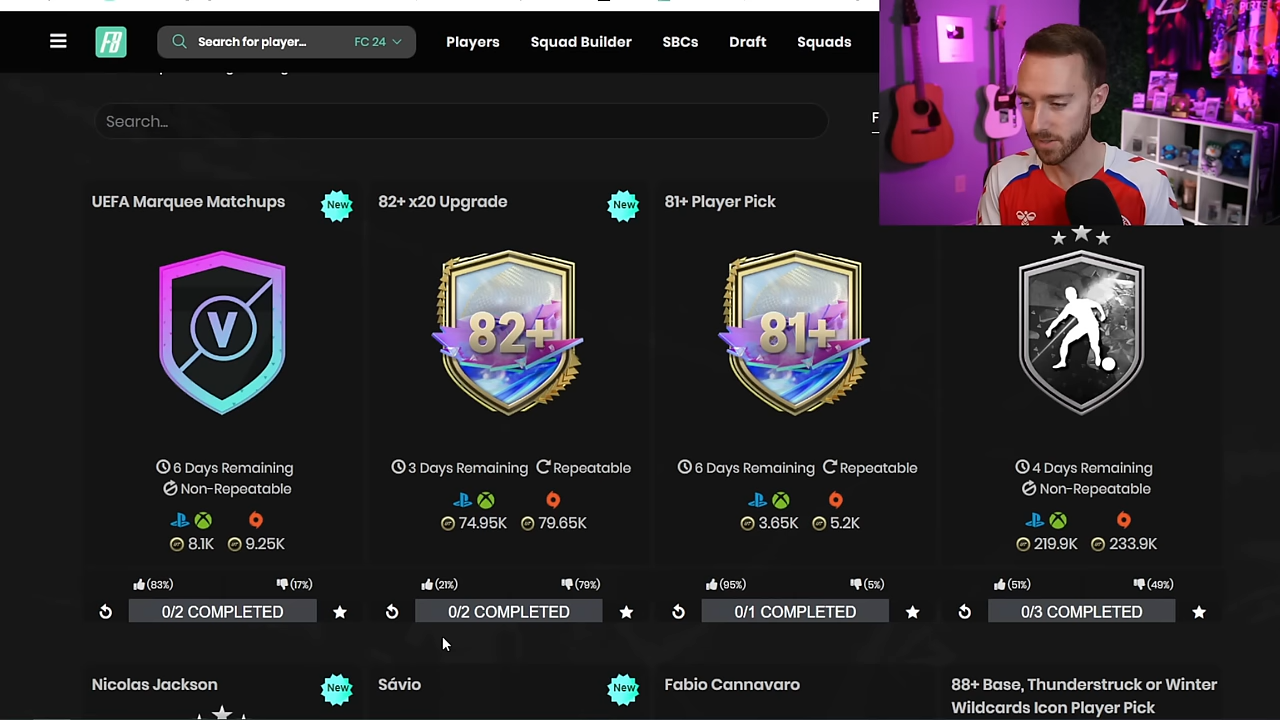 FB
Search for player...
FC 24
Players
Squad Builder
SBCs
Draft
Squads
Search...
F
UEFA Marquee Matchups
New
82+ x20 Upgrade
New
81+ Player Pick
V
82+
81+
6 Days Remaining
Non-Repeatable
8.1K
9.25K
3 Days Remaining
Repeatable
74.95K
79.65K
6 Days Remaining
Repeatable
3.65K
5.2K
4 Days Remaining
Non-Repeatable
219.9K
233.9K
(83%)
(17%)
(21%)
(79%)
(95%)
(5%)
(51%)
(49%)
0/2 COMPLETED
0/2 COMPLETED
0/1 COMPLETED
0/3 COMPLETED
Nicolas Jackson
New
Sávio
New
Fabio Cannavaro
88+ Base, Thunderstruck or Winter
Wildcards Icon Player Pick